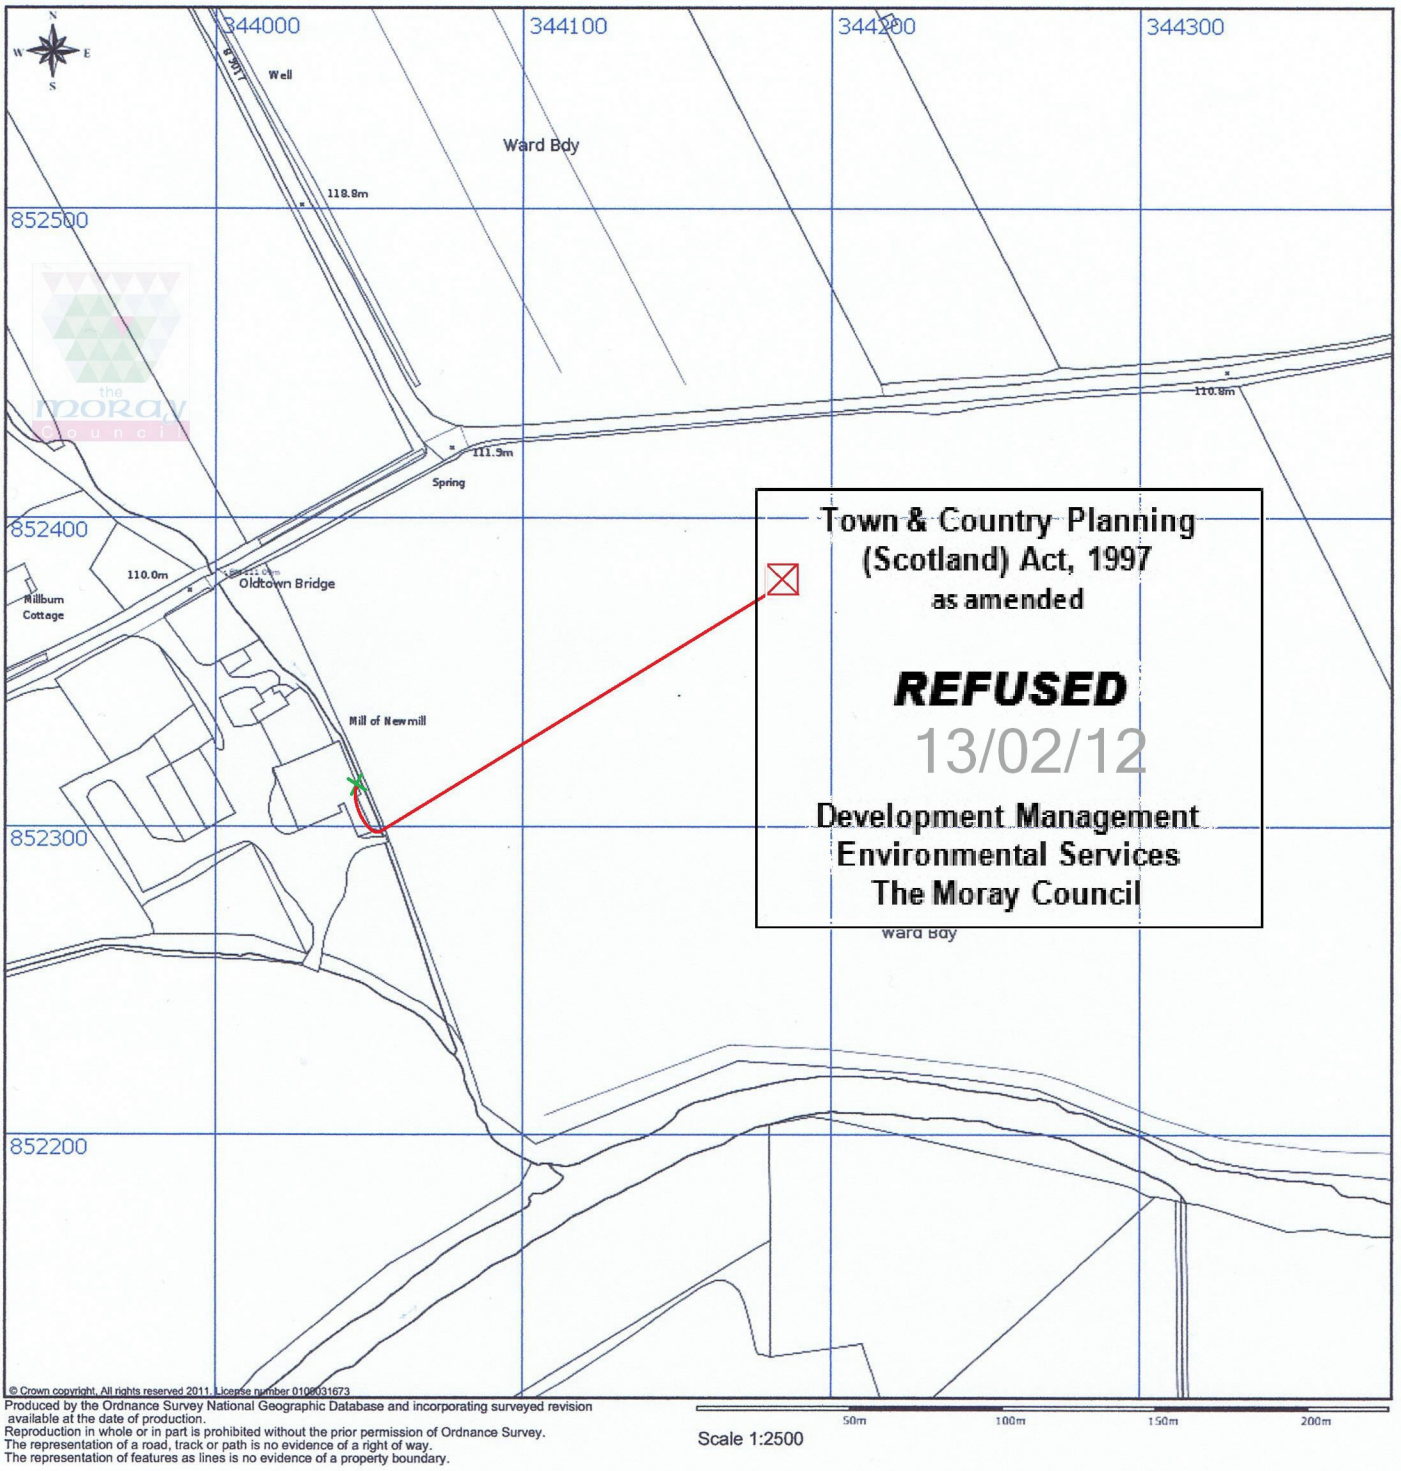 N
W E
S
344000
344100
344200
344300
B 9017
Well
Ward Bdy
118.8m
852500
the
moray
Council
110.8m
111.9m
Spring
852400
Town & Country Planning
(Scotland) Act, 1997
as amended
110.0m
Oldtown Bridge
Millburn
Cottage
REFUSED
13/02/12
Mill of Newmill
Development Management
Environmental Services
The Moray Council
852300
Ward Bdy
852200
© Crown copyright, All rights reserved 2011. License number 0100031673
Produced by the Ordnance Survey National Geographic Database and incorporating surveyed revision
available at the date of production.
Reproduction in whole or in part is prohibited without the prior permission of Ordnance Survey.
The representation of a road, track or path is no evidence of a right of way.
The representation of features as lines is no evidence of a property boundary.
50m 100m 150m 200m
Scale 1:2500